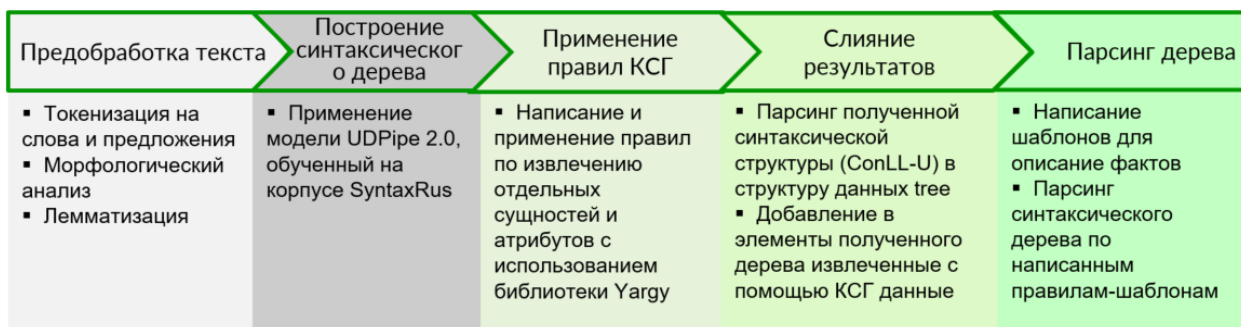 Предобработка текста
▪ Токенизация на
слова и предложения
▪ Морфологический
анализ
▪ Лемматизация
Построение
синтаксическог
о дерева
▪ Применение
модели UDPipe 2.0,
обученный на
корпусе SyntaxRus
Применение
правил КСГ
▪ Написание и
применение правил
по извлечению
отдельных
сущностей и
атрибутов с
использованием
библиотеки Yargy
Слияние
результатов
▪ Парсинг полученной
синтаксической
структуры (ConLL-U) в
структуру данных tree
▪ Добавление в
элементы полученного
дерева извлеченные с
помощью КСГ данные
Парсинг дерева
▪ Написание
шаблонов для
описание фактов
▪ Парсинг
синтаксического
дерева по
написанным
правилам-шаблонам